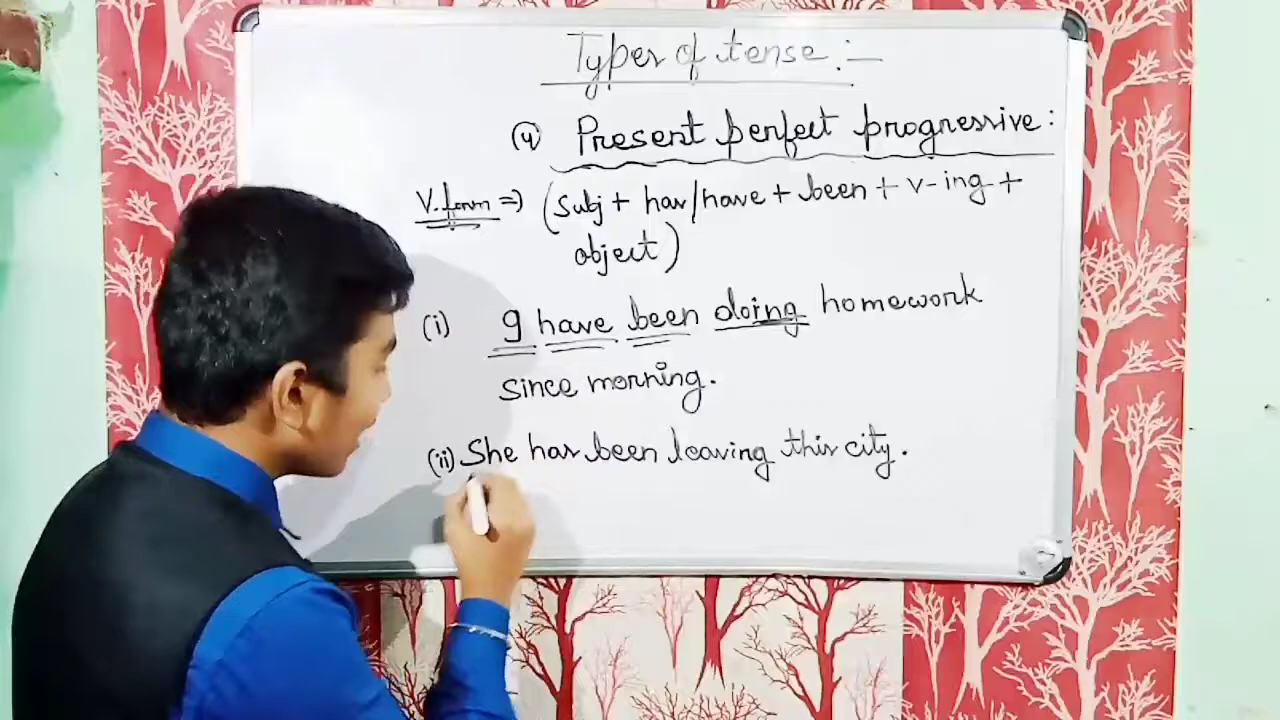 Types of tense :-
(4) Present perfect progressive :
V. form => (Subj + has/have + been + v-ing +
object)
(i) I have been doing homework
since morning.
(ii) She has been leaving this city.